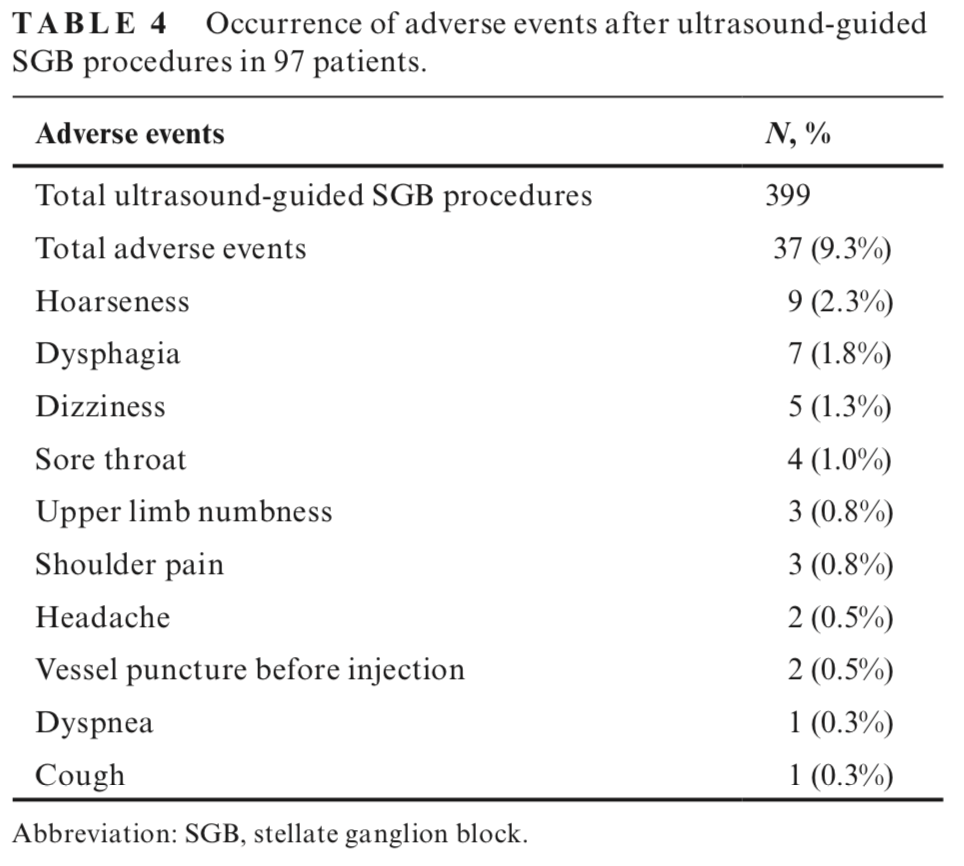 TABLE 4 Occurrence of adverse events after ultrasound-guided
SGB procedures in 97 patients.
Adverse events N, %
Total ultrasound-guided SGB procedures 399
Total adverse events 37 (9.3%)
Hoarseness 9 (2.3%)
Dysphagia 7 (1.8%)
Dizziness 5 (1.3%)
Sore throat 4 (1.0%)
Upper limb numbness 3 (0.8%)
Shoulder pain 3 (0.8%)
Headache 2 (0.5%)
Vessel puncture before injection 2 (0.5%)
Dyspnea 1 (0.3%)
Cough 1 (0.3%)
Abbreviation: SGB, stellate ganglion block.